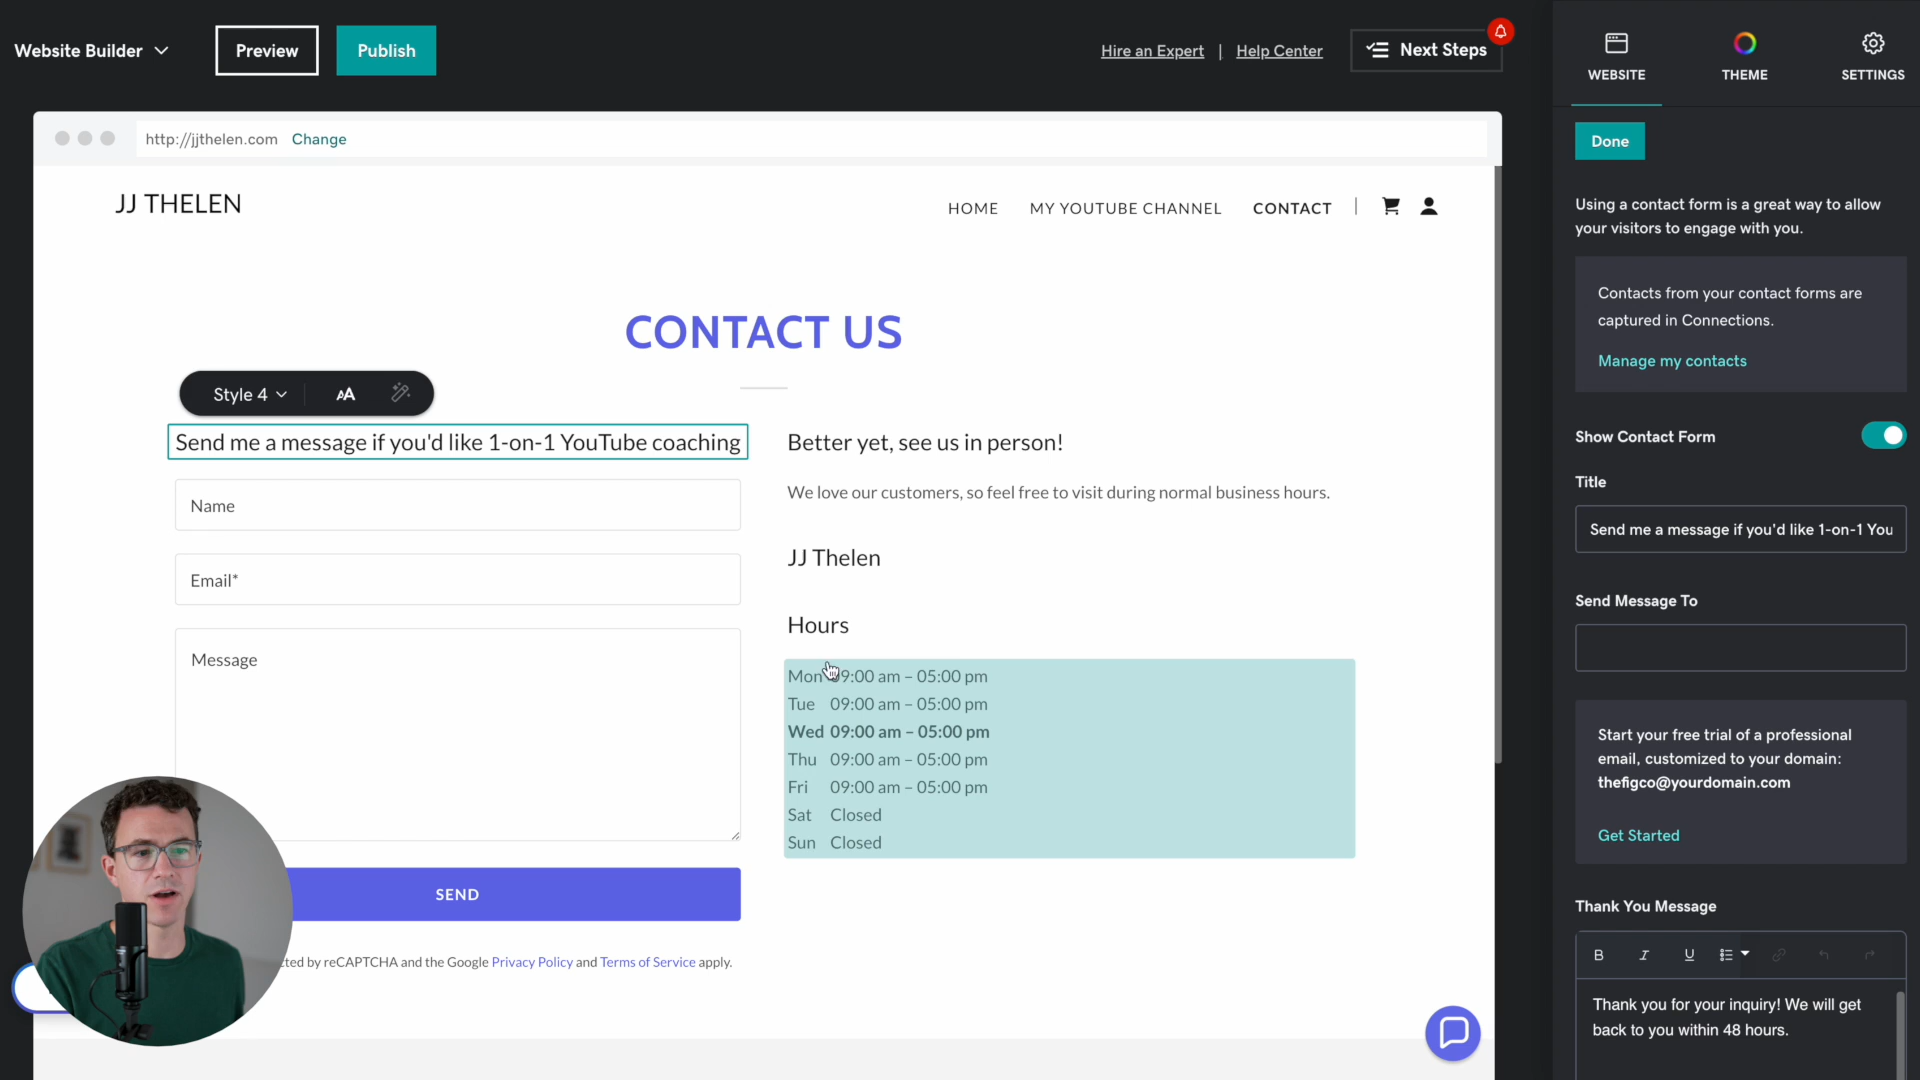 Website Builder
Preview
Publish
Hire an Expert | Help Center
Next Steps
WEBSITE
THEME
SETTINGS
http://jjthelen.com Change
Done
JJ THELEN
HOME
MY YOUTUBE CHANNEL
CONTACT
Using a contact form is a great way to allow
your visitors to engage with you.
Contacts from your contact forms are
captured in Connections.
Manage my contacts
CONTACT US
Style 4
AA
Send me a message if you'd like 1-on-1 YouTube coaching
Name
Email*
Message
SEND
cted by reCAPTCHA and the Google Privacy Policy and Terms of Service apply.
Better yet, see us in person!
We love our customers, so feel free to visit during normal business hours.
JJ Thelen
Hours
Mon 09:00 am – 05:00 pm
Tue 09:00 am – 05:00 pm
Wed 09:00 am – 05:00 pm
Thu 09:00 am – 05:00 pm
Fri 09:00 am – 05:00 pm
Sat Closed
Sun Closed
Show Contact Form
Title
Send me a message if you'd like 1-on-1 You
Send Message To
Start your free trial of a professional
email, customized to your domain:
thefigco@yourdomain.com
Get Started
Thank You Message
B I U
Thank you for your inquiry! We will get
back to you within 48 hours.